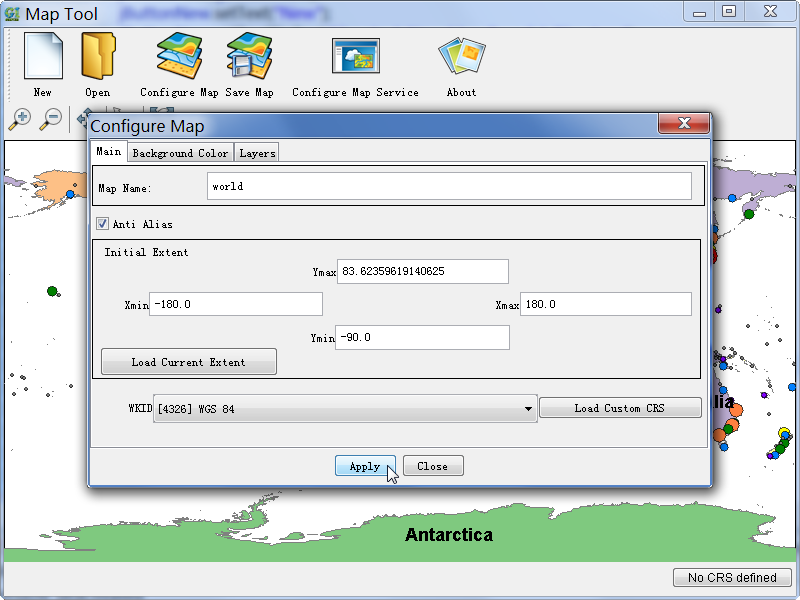 Map Tool
jButtonNew.setText("New");
New
Open
Configure Map
Save Map
Configure Map Service
About
Configure Map
Main
Background Color
Layers
Map Name:
world
Anti Alias
Initial Extent
Ymax
83.62359619140625
Xmin
-180.0
Xmax
180.0
Ymin
-90.0
Load Current Extent
WKID
[4326] WGS 84
Load Custom CRS
lia
Apply
Close
Antarctica
No CRS defined